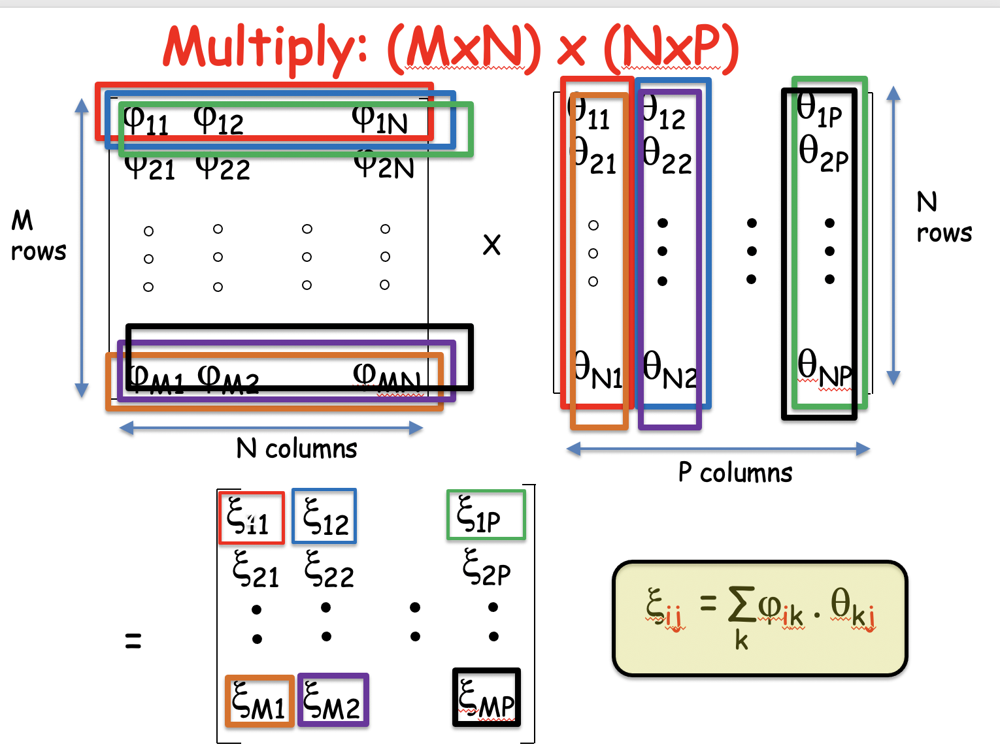 Multiply: (MxN) x (NxP)
φ11 φ12 φ1N
φ21 φ22 φ2N
φM1 φM2 φMN
M
rows
N columns
x
θ11 θ12 θ1P
θ21 θ22 θ2P
θN1 θN2 θNP
N
rows
P columns
=
ξ11 ξ12 ξ1P
ξ21 ξ22 ξ2P
ξM1 ξM2 ξMP
ξij = ∑φik . θkj
k